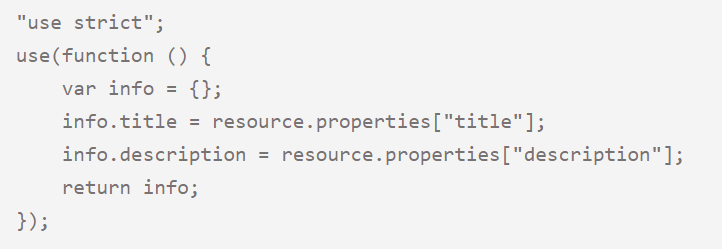 "use strict";
use(function () {
    var info = {};
    info.title = resource.properties["title"];
    info.description = resource.properties["description"];
    return info;
});